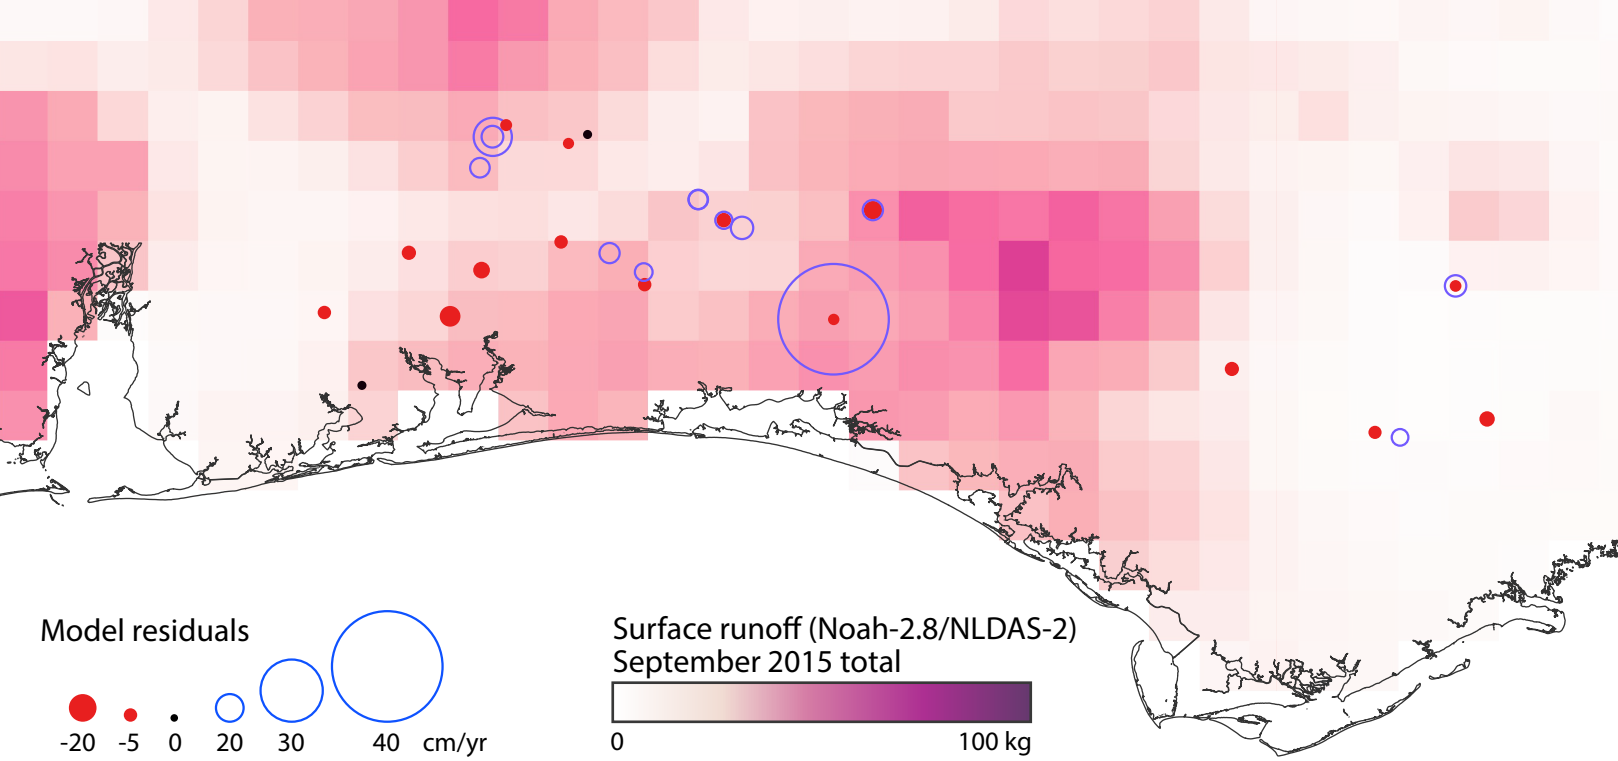 Model residuals
-20 -5 0 20 30 40 cm/yr
Surface runoff (Noah-2.8/NLDAS-2)
September 2015 total
0 100 kg